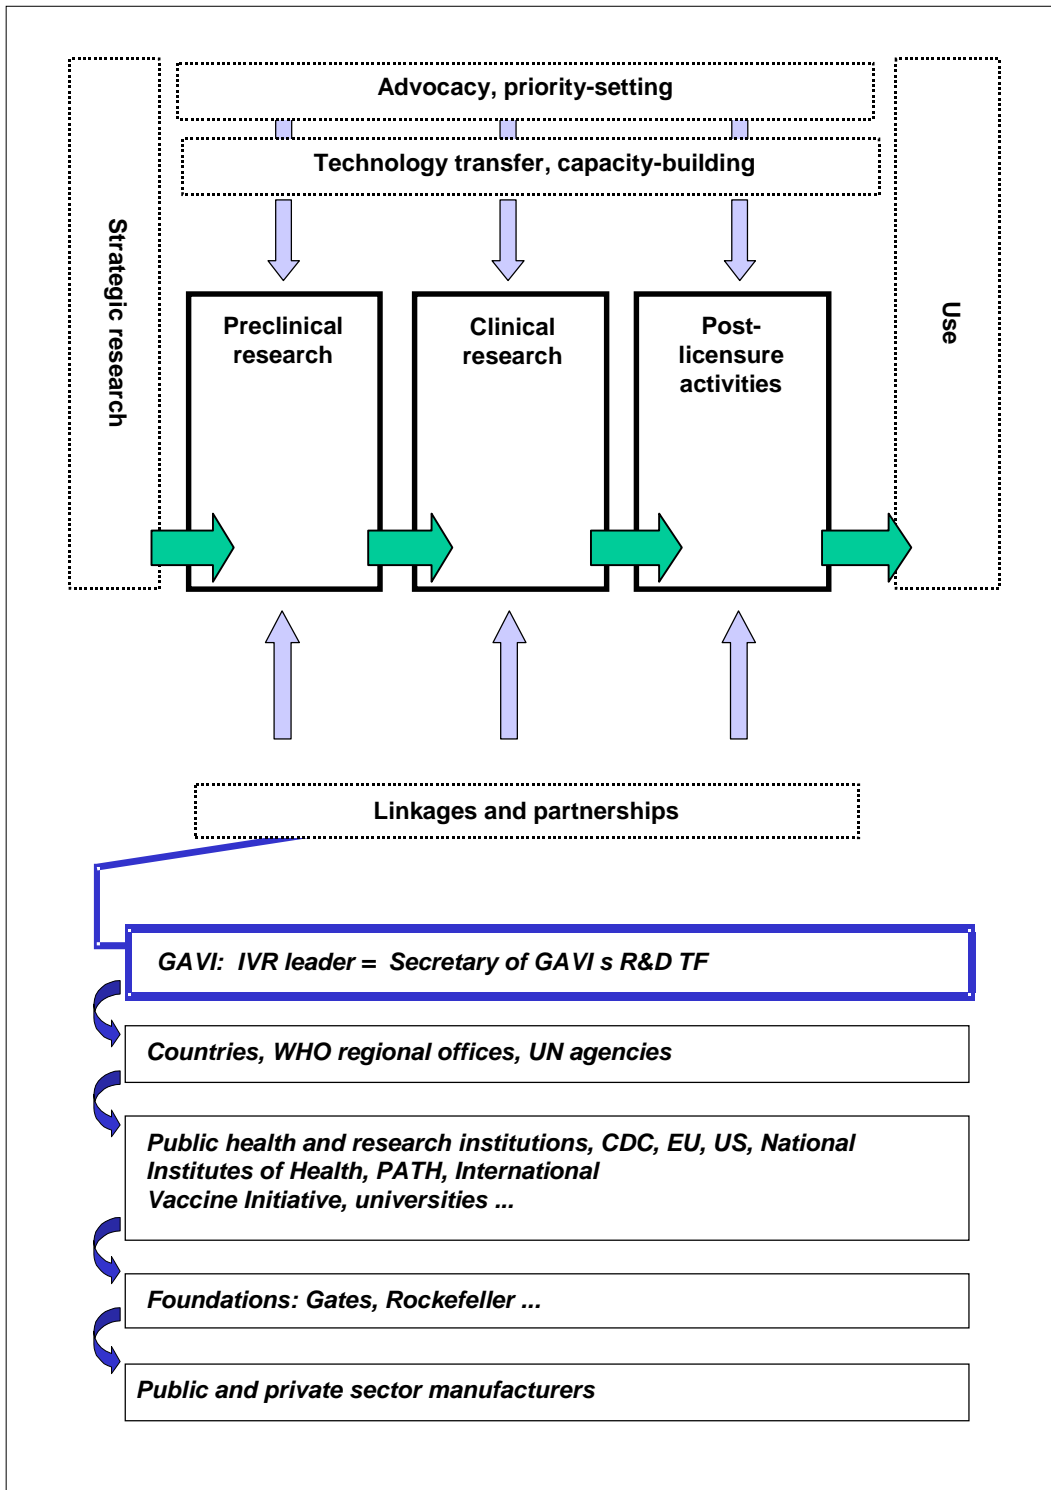 Advocacy, priority-setting
Technology transfer, capacity-building
Strategic research
Preclinical
research
Clinical
research
Post-
licensure
activities
Use
Linkages and partnerships
GAVI: IVR leader = Secretary of GAVI s R&D TF
Countries, WHO regional offices, UN agencies
Public health and research institutions, CDC, EU, US, National
Institutes of Health, PATH, International
Vaccine Initiative, universities ...
Foundations: Gates, Rockefeller ...
Public and private sector manufacturers